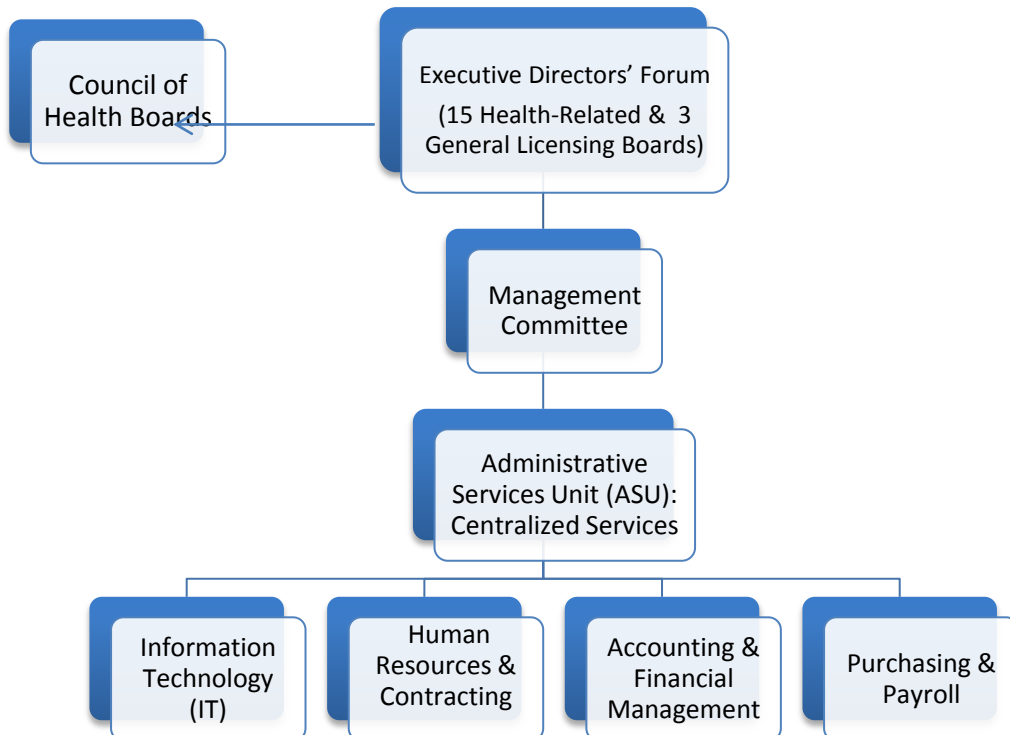 Council of
Health Boards
Executive Directors’ Forum
(15 Health-Related & 3
General Licensing Boards)
Management
Committee
Administrative
Services Unit (ASU):
Centralized Services
Information
Technology
(IT)
Human
Resources &
Contracting
Accounting &
Financial
Management
Purchasing &
Payroll